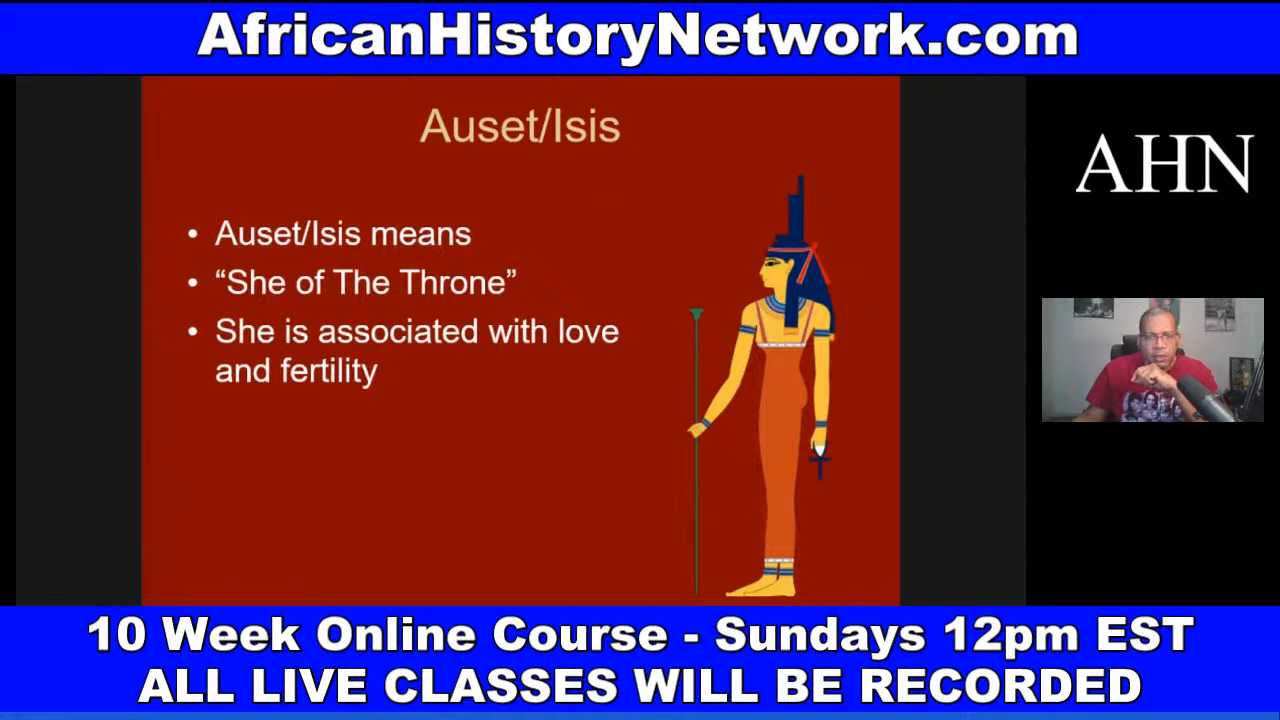 AfricanHistoryNetwork.com
Auset/Isis
AHN
• Auset/Isis means
• “She of The Throne”
• She is associated with love
and fertility
10 Week Online Course - Sundays 12pm EST
ALL LIVE CLASSES WILL BE RECORDED